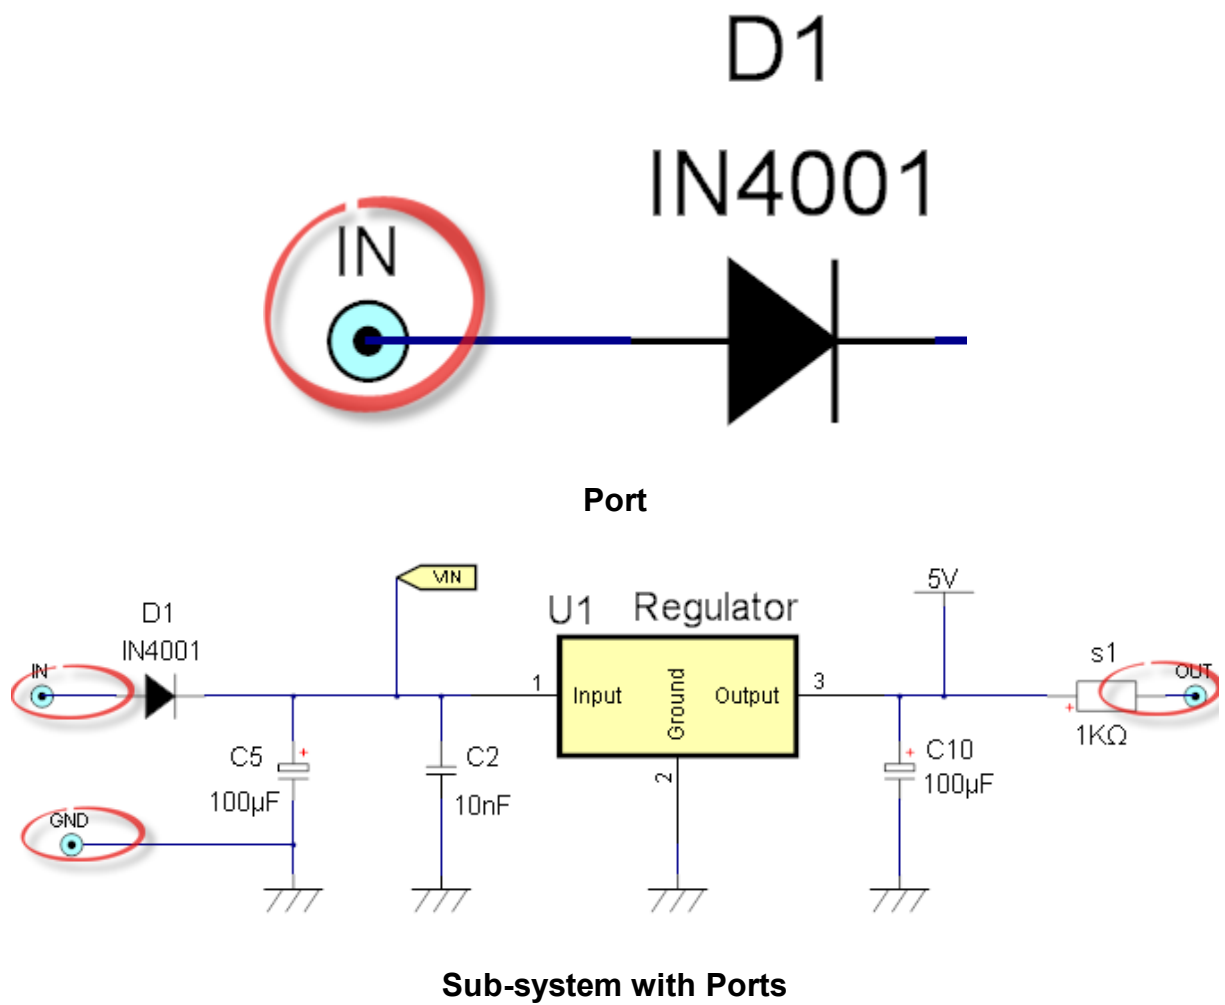 D1
IN4001
IN
Port
VIN
5V
U1 Regulator
D1
IN4001
s1
IN
OUT
1
Input
Ground
Output
3
+
1KΩ
2
+
C5
100µF
C2
10nF
+
C10
100µF
GND
Sub-system with Ports